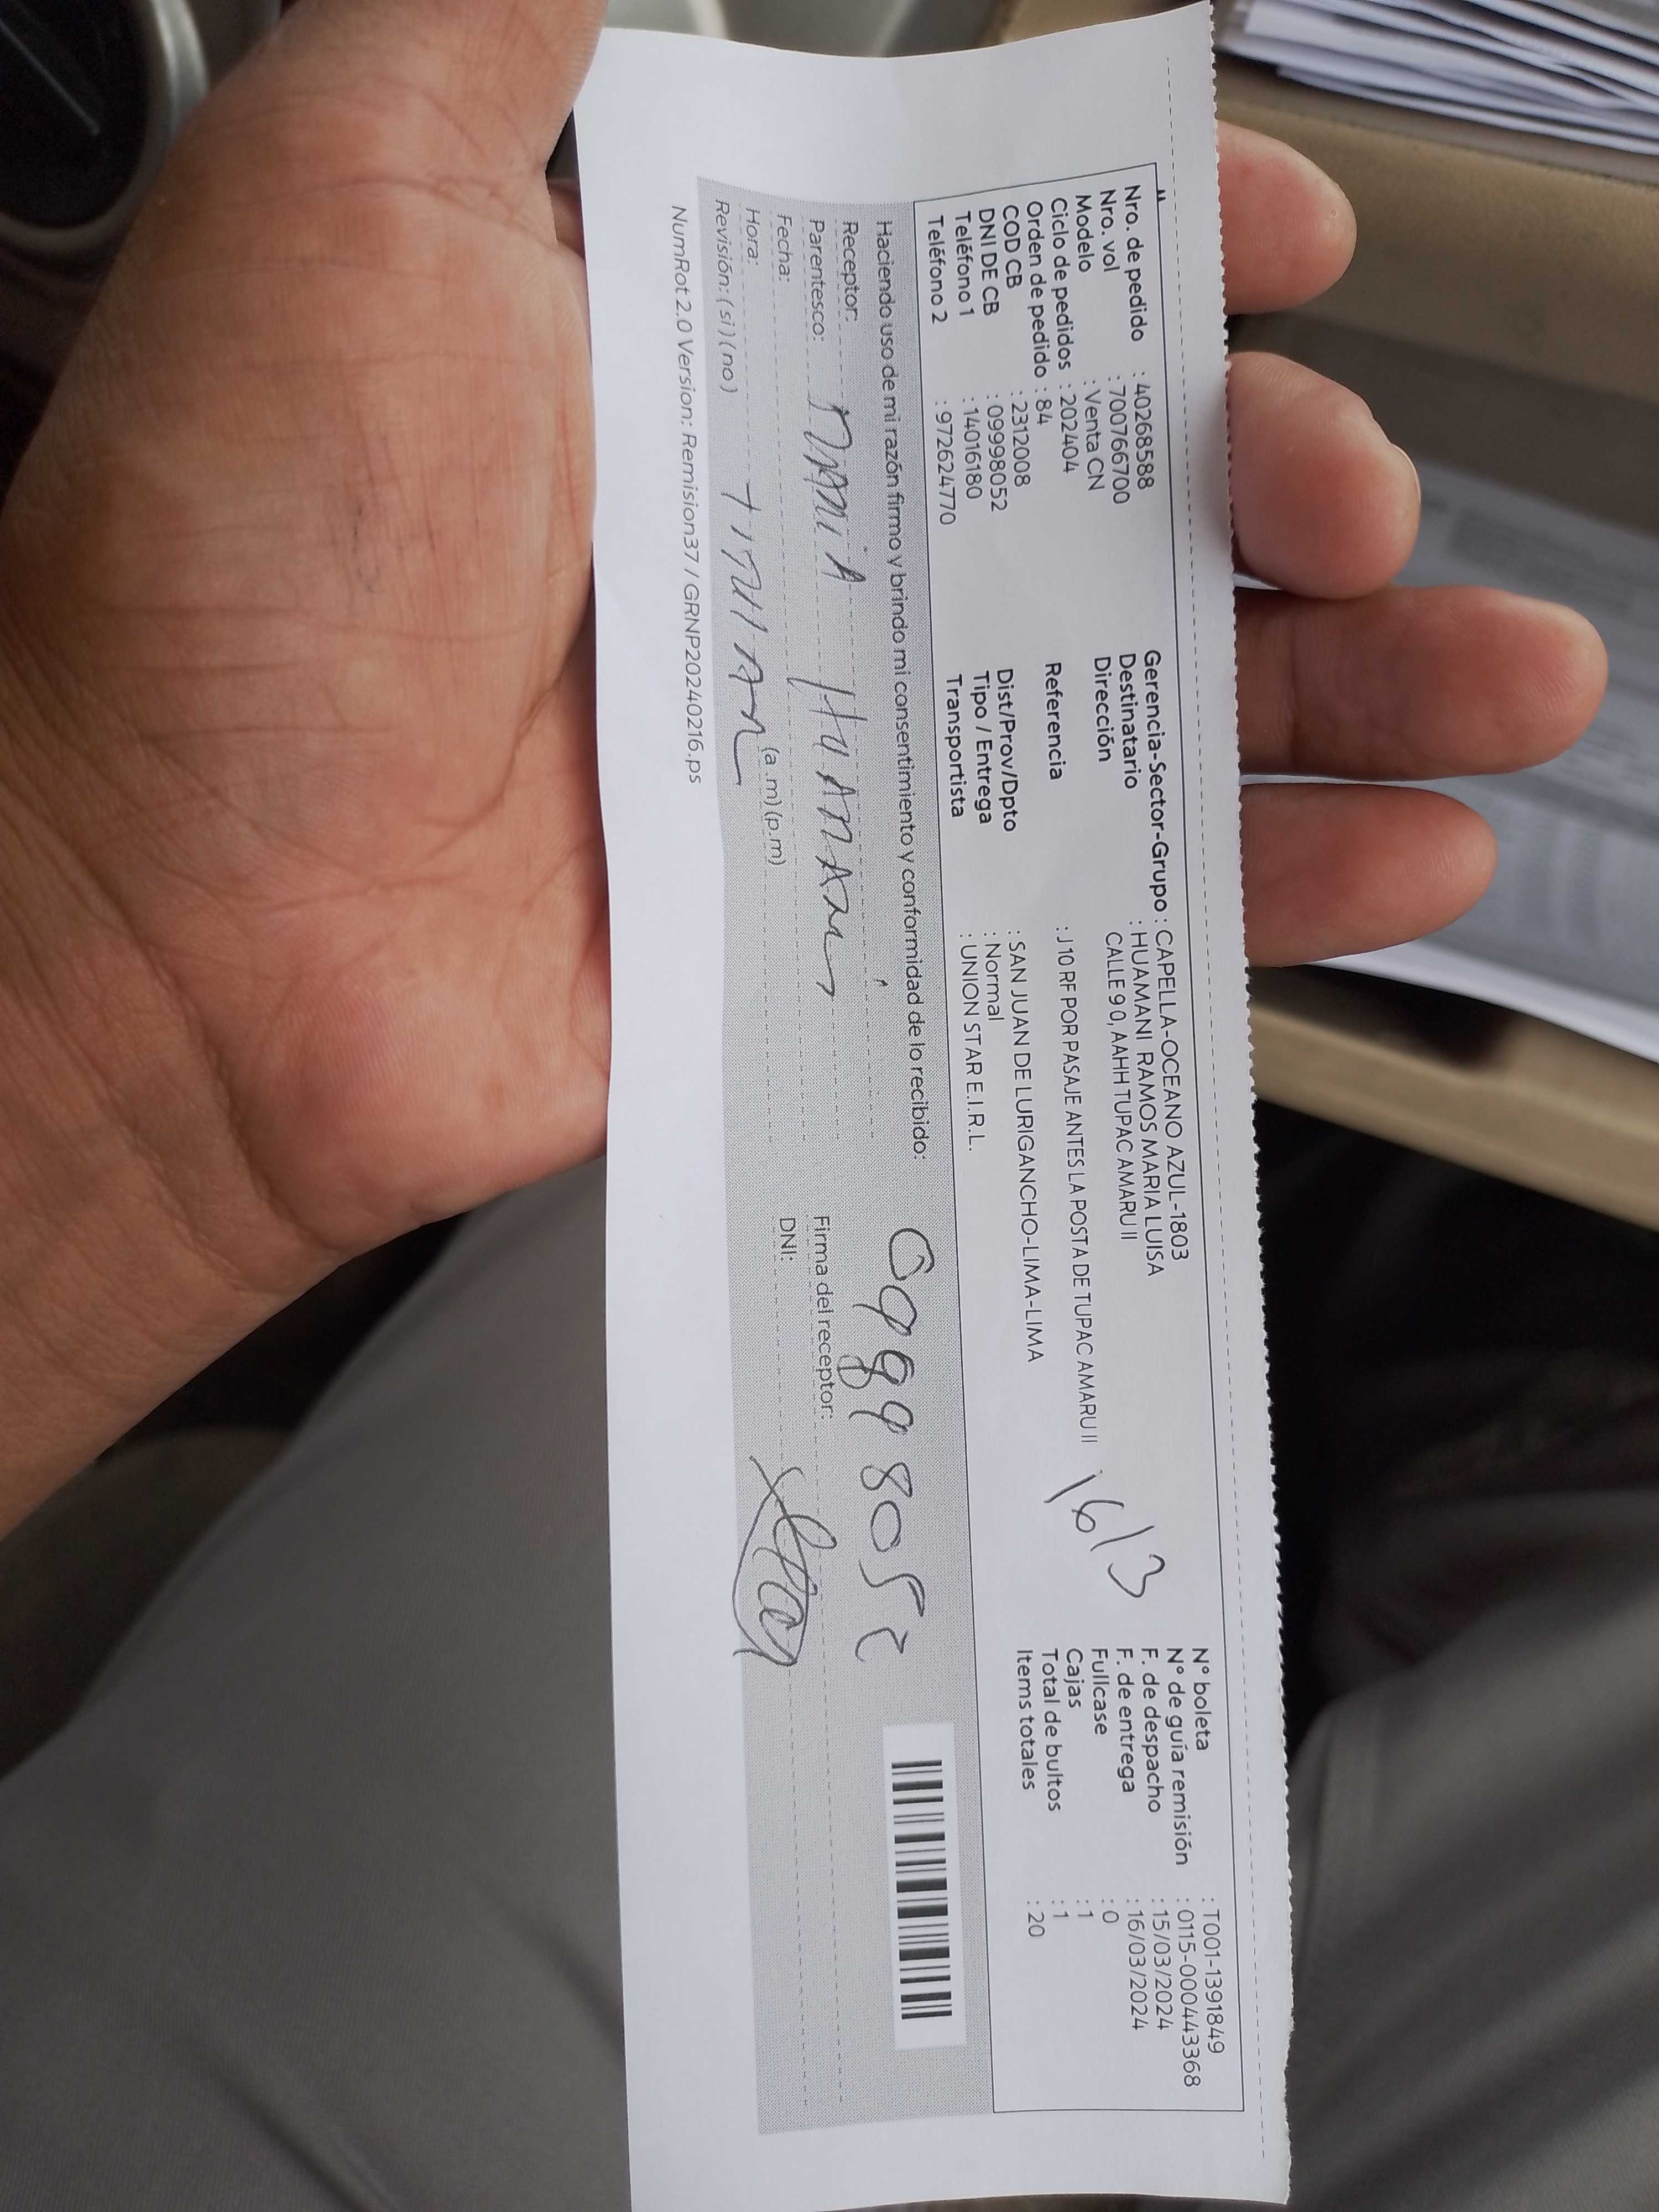 Nro. de pedido : 40268588
Nro. vol : 700766700
Modelo : Venta CN
Ciclo de pedidos : 202404
Orden de pedido : 84
COD CB : 2312008
DNI DE CB : 09998052
Teléfono 1 : 14016180
Teléfono 2 : 972624770
Gerencia-Sector-Grupo : CAPELLA-OCEANO AZUL-1803
Destinatario : HUAMANI RAMOS MARIA LUISA
Dirección CALLE 9 0, AAHH TUPAC AMARU II
Referencia : J 10 RF POR PASAJE ANTES LA POSTA DE TUPAC AMARU II
Dist/Prov/Dpto : SAN JUAN DE LURIGANCHO-LIMA-LIMA
Tipo / Entrega : Normal
Transportista : UNION STAR E.I.R.L.
16/3
N° boleta : T001-1391849
N° de guía remisión : 0115-000443368
F. de despacho : 15/03/2024
F. de entrega : 16/03/2024
Fullcase : 0
Cajas : 1
Total de bultos : 1
Items totales : 20
Haciendo uso de mi razón firmo y brindo mi consentimiento y conformidad de lo recibido:
Receptor:
Parentesco:
Fecha:
Hora: (a.m) (p.m)
Revisión: ( si ) ( no )
Firma del receptor:
DNI:
NumRot 2.0 Version: Remision37 / GRNP20240216.ps